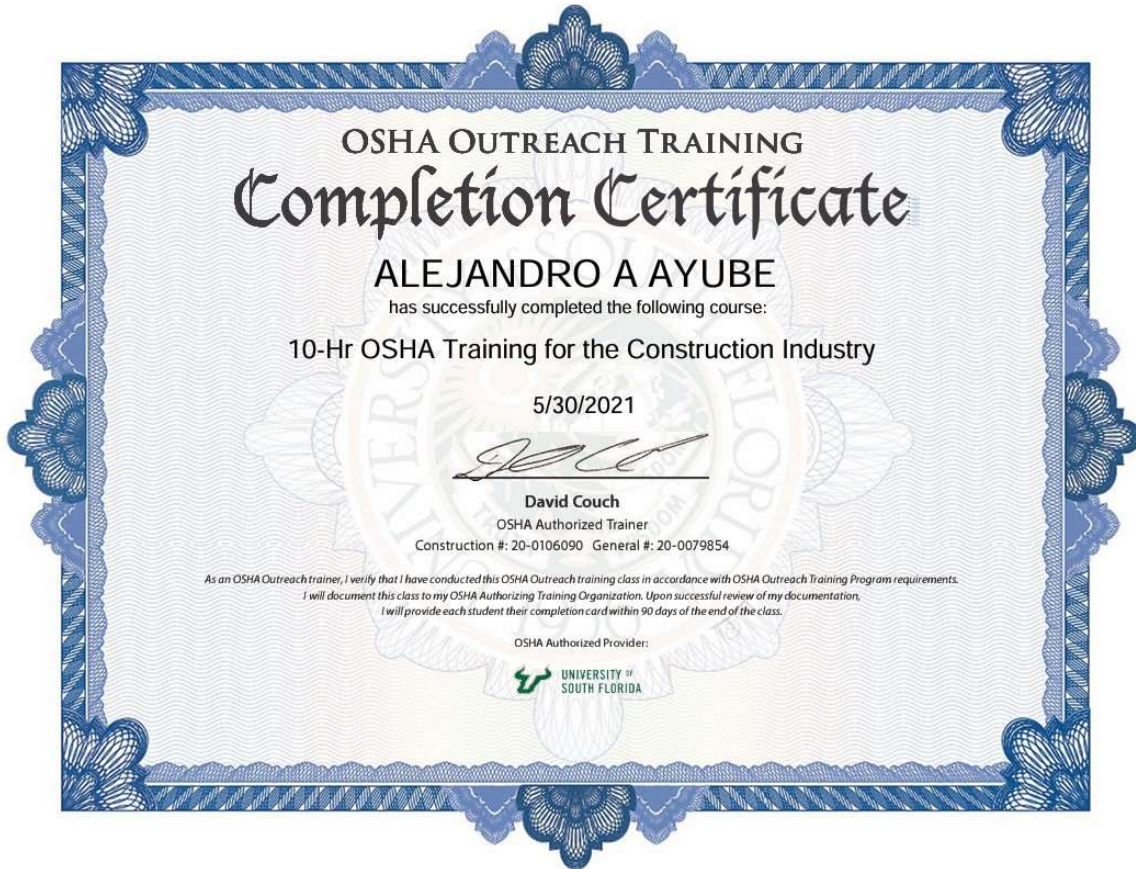 OSHA OUTREACH TRAINING
Completion Certificate
ALEJANDRO A AYUBE
has successfully completed the following course:
10-Hr OSHA Training for the Construction Industry
5/30/2021
David Couch
OSHA Authorized Trainer
Construction #: 20-0106090 General #: 20-0079854
As an OSHA Outreach trainer, I verify that I have conducted this OSHA Outreach training class in accordance with OSHA Outreach Training Program requirements.
I will document this class to my OSHA Authorizing Training Organization. Upon successful review of my documentation,
I will provide each student their completion card within 90 days of the end of the class.
OSHA Authorized Provider:
UNIVERSITY OF
SOUTH FLORIDA